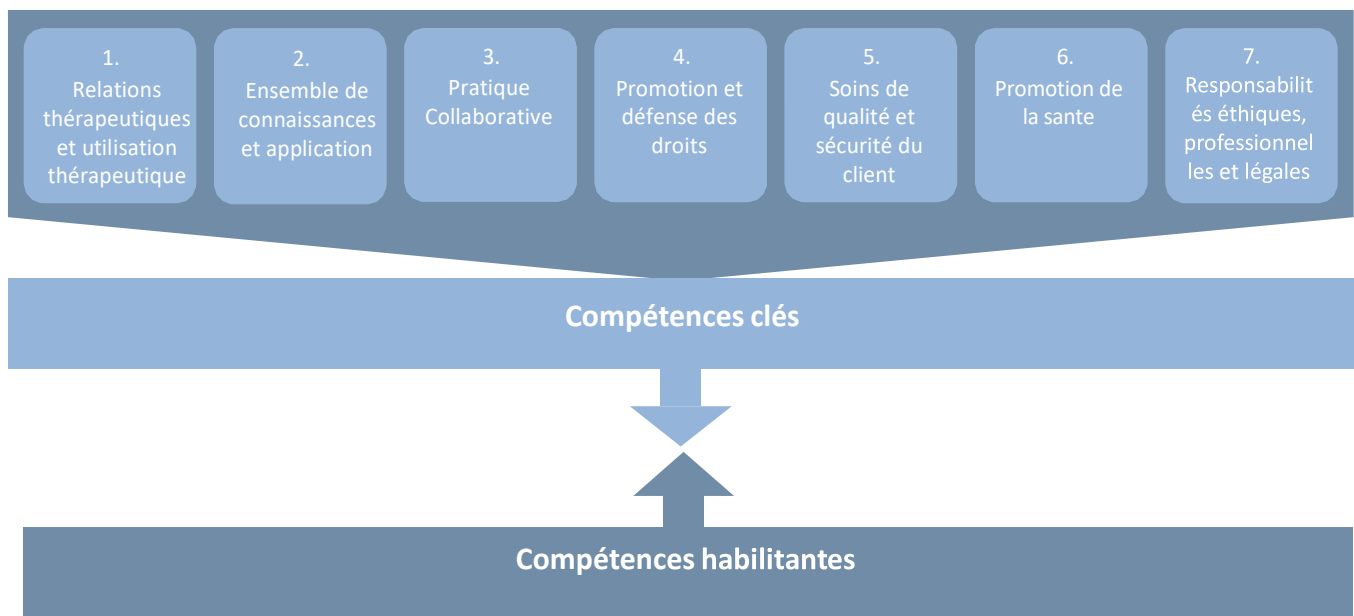 1.
Relations
thérapeutiques
et utilisation
thérapeutique
2.
Ensemble de
connaissances
et application
3.
Pratique
Collaborative
4.
Promotion et
défense des
droits
5.
Soins de
qualité et
sécurité du
client
6.
Promotion de
la sante
7.
Responsabilit
és éthiques,
professionnel
les et légales
Compétences clés
Compétences habilitantes